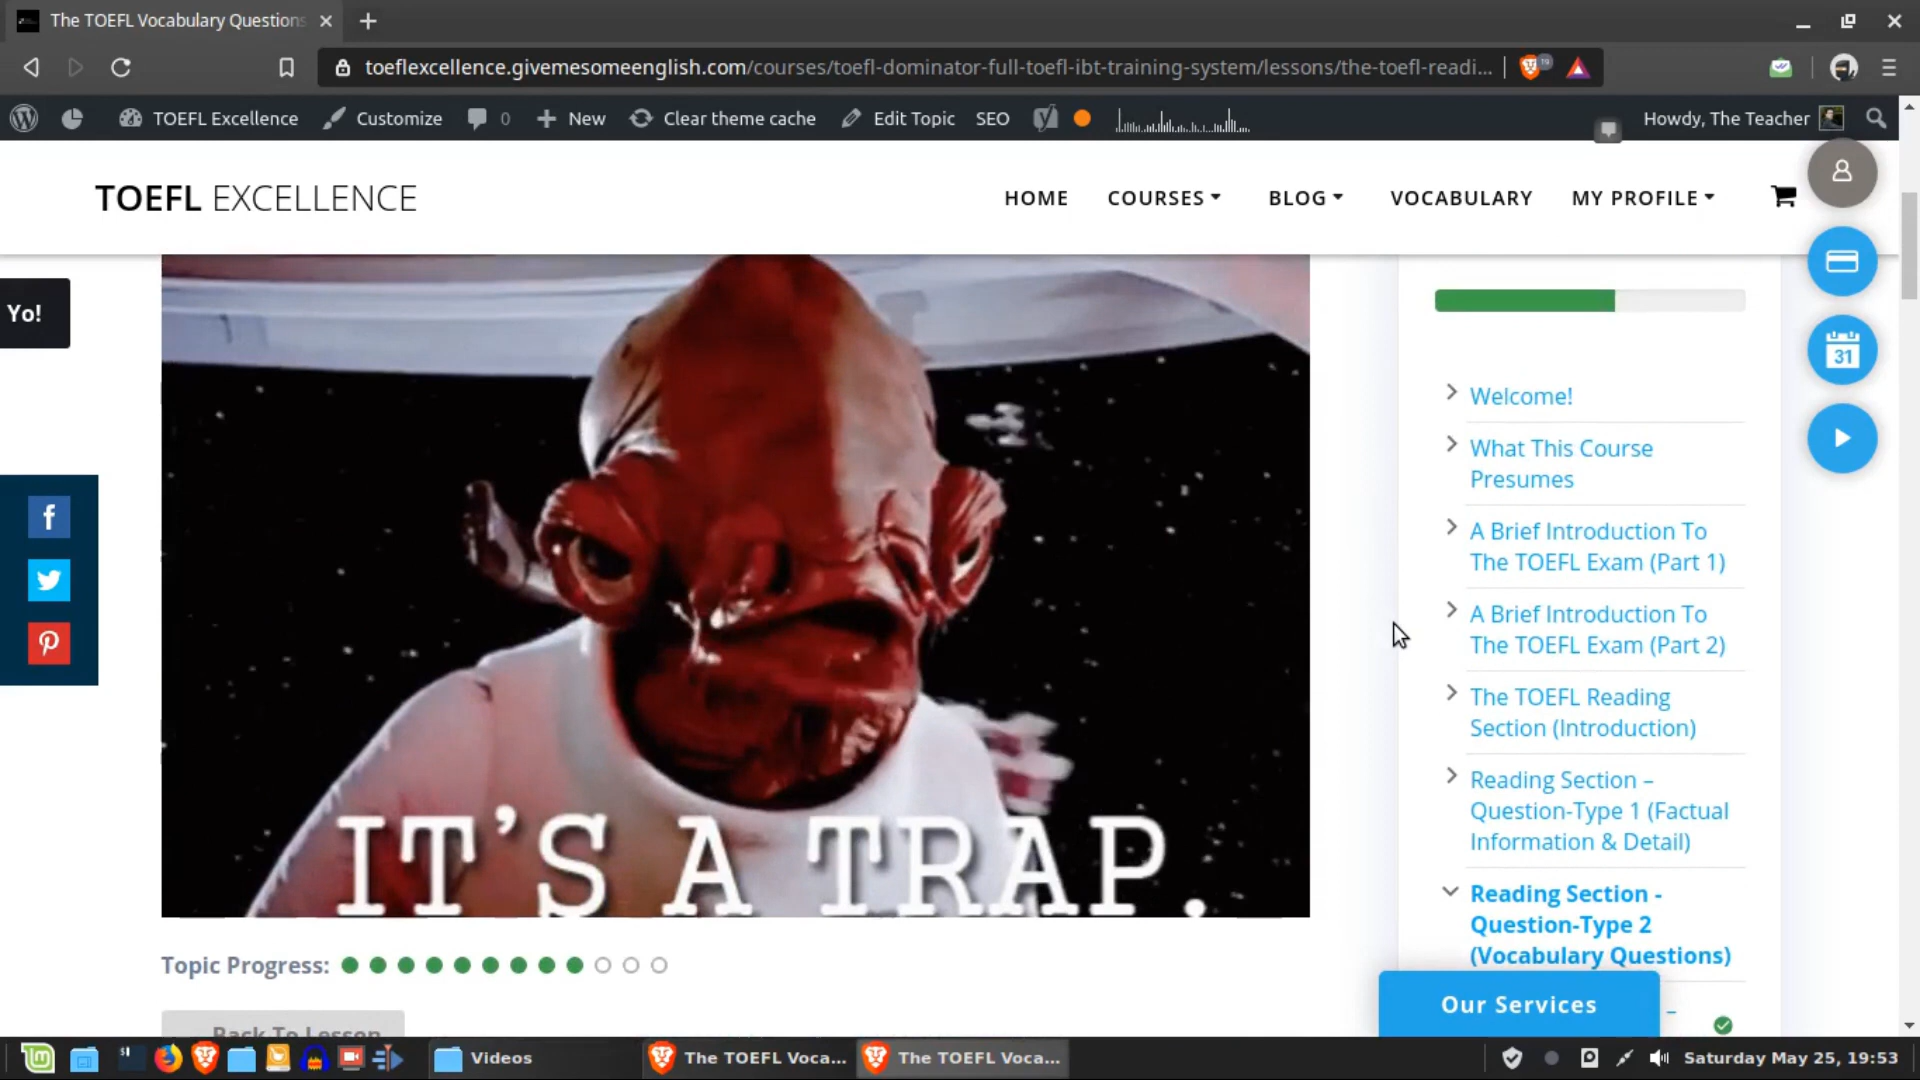 The TOEFL Vocabulary Questions
toeflexcellence.givemesomeenglish.com/courses/toefl-dominator-full-toefl-ibt-training-system/lessons/the-toefl-readi...
19
TOEFL Excellence Customize 0 New Clear theme cache Edit Topic SEO Howdy, The Teacher
TOEFL EXCELLENCE
HOME COURSES BLOG VOCABULARY MY PROFILE
Yo!
31
Welcome!
What This Course
Presumes
A Brief Introduction To
The TOEFL Exam (Part 1)
A Brief Introduction To
The TOEFL Exam (Part 2)
The TOEFL Reading
Section (Introduction)
Reading Section –
Question-Type 1 (Factual
Information & Detail)
Reading Section -
Question-Type 2
(Vocabulary Questions)
IT'S A TRAP.
Topic Progress:
Back To Lesson
Our Services
Videos The TOEFL Voca... The TOEFL Voca... Saturday May 25, 19:53